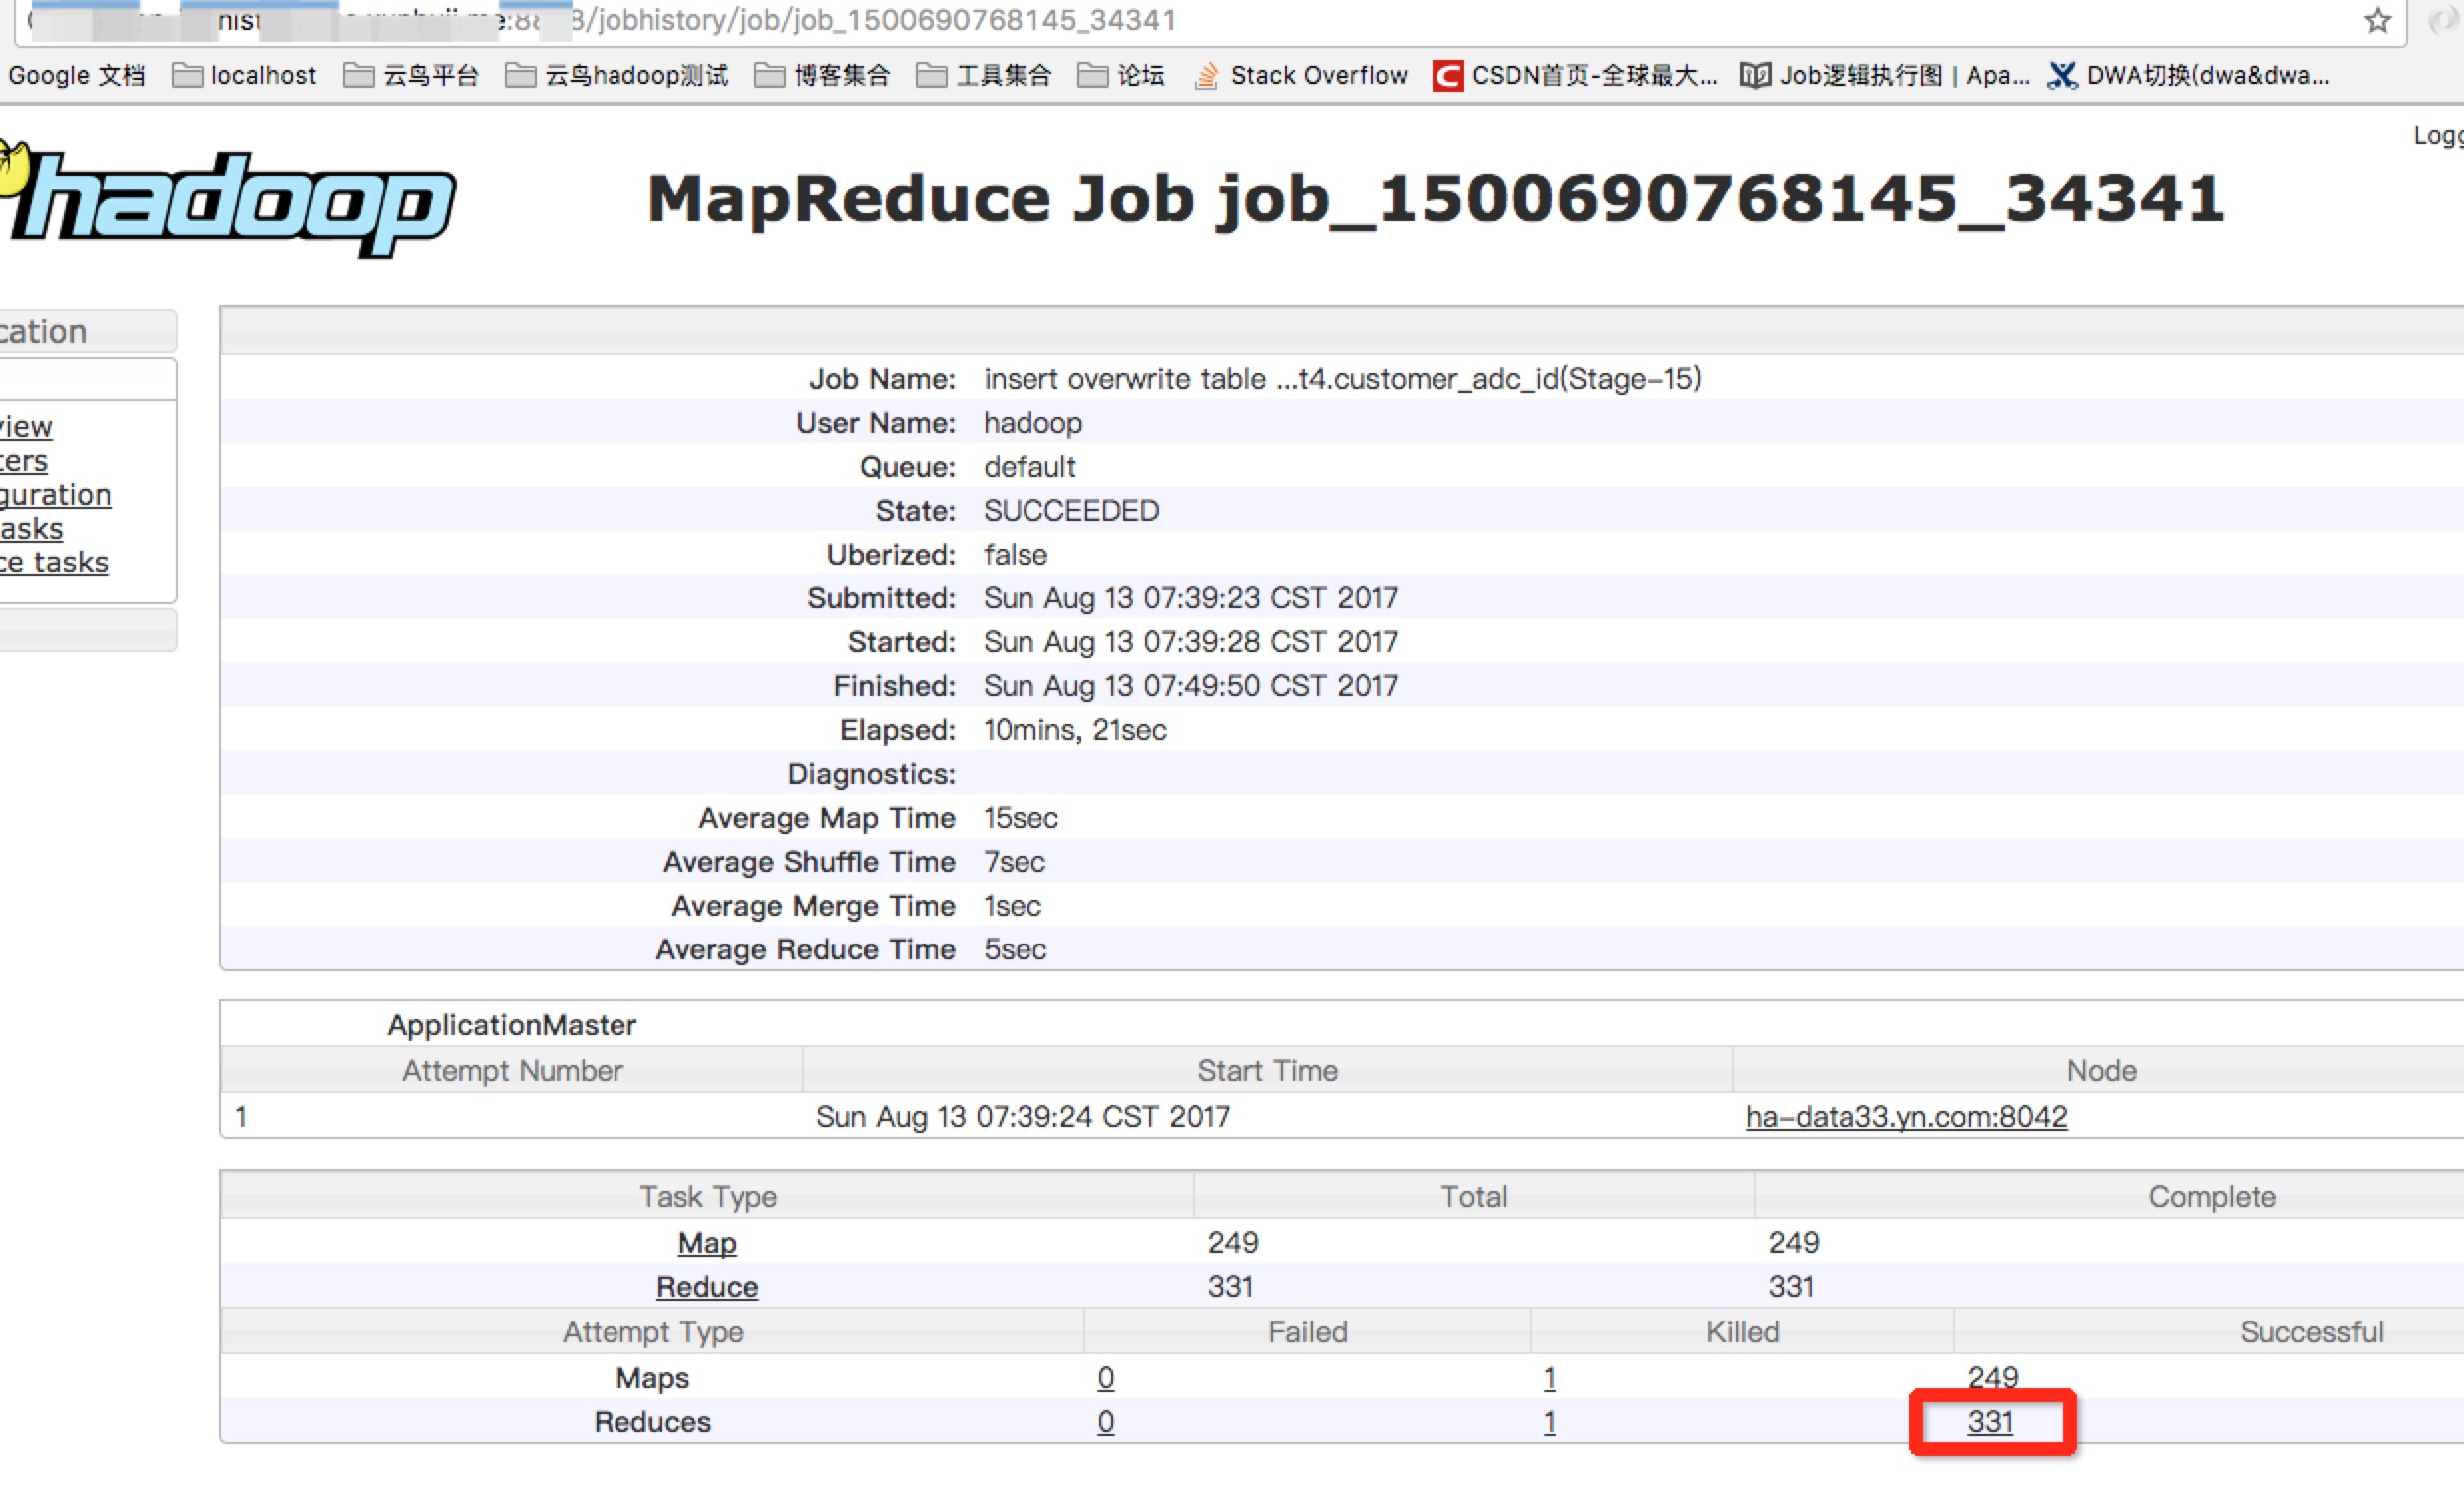 /jobhistory/job/job_1500690768145_34341
Google 文档 localhost 云鸟平台 云鸟hadoop测试 博客集合 工具集合 论坛 Stack Overflow CSDN首页-全球最大... Job逻辑执行图 | Apa... DWA切换(dwa&dwa...
Logg
hadoop
MapReduce Job job_1500690768145_34341
cation
view
ters
guration
asks
ce tasks
Job Name: insert overwrite table ...t4.customer_adc_id(Stage-15)
User Name: hadoop
Queue: default
State: SUCCEEDED
Uberized: false
Submitted: Sun Aug 13 07:39:23 CST 2017
Started: Sun Aug 13 07:39:28 CST 2017
Finished: Sun Aug 13 07:49:50 CST 2017
Elapsed: 10mins, 21sec
Diagnostics:
Average Map Time 15sec
Average Shuffle Time 7sec
Average Merge Time 1sec
Average Reduce Time 5sec
ApplicationMaster
Attempt Number Start Time Node
1 Sun Aug 13 07:39:24 CST 2017 ha-data33.yn.com:8042
Task Type Total Complete
Map 249 249
Reduce 331 331
Attempt Type Failed Killed Successful
Maps 0 1 249
Reduces 0 1 331